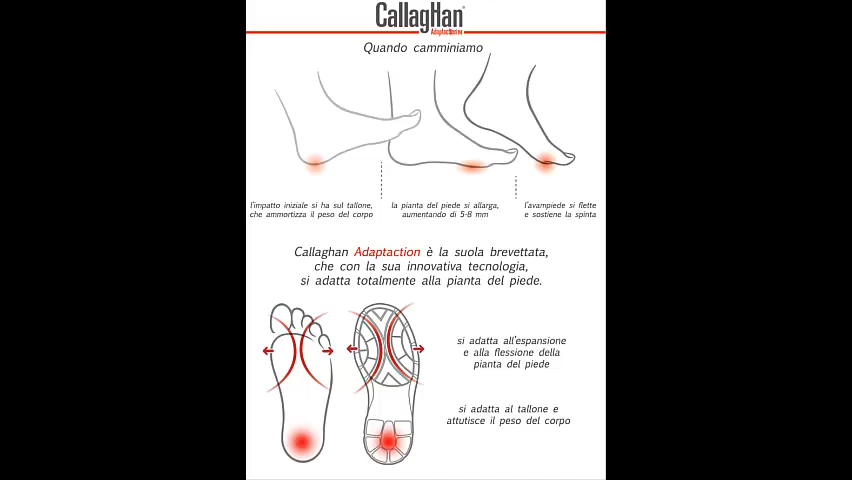 CallagHan
Adaptaction
Quando camminiamo
l'impatto iniziale si ha sul tallone,
che ammortizza il peso del corpo
la pianta del piede si allarga,
aumentando di 5-8 mm
l'avampiede si flette
e sostiene la spinta
Callaghan Adaptaction è la suola brevettata,
che con la sua innovativa tecnologia,
si adatta totalmente alla pianta del piede.
si adatta all'espansione
e alla flessione della
pianta del piede
si adatta al tallone e
attutisce il peso del corpo